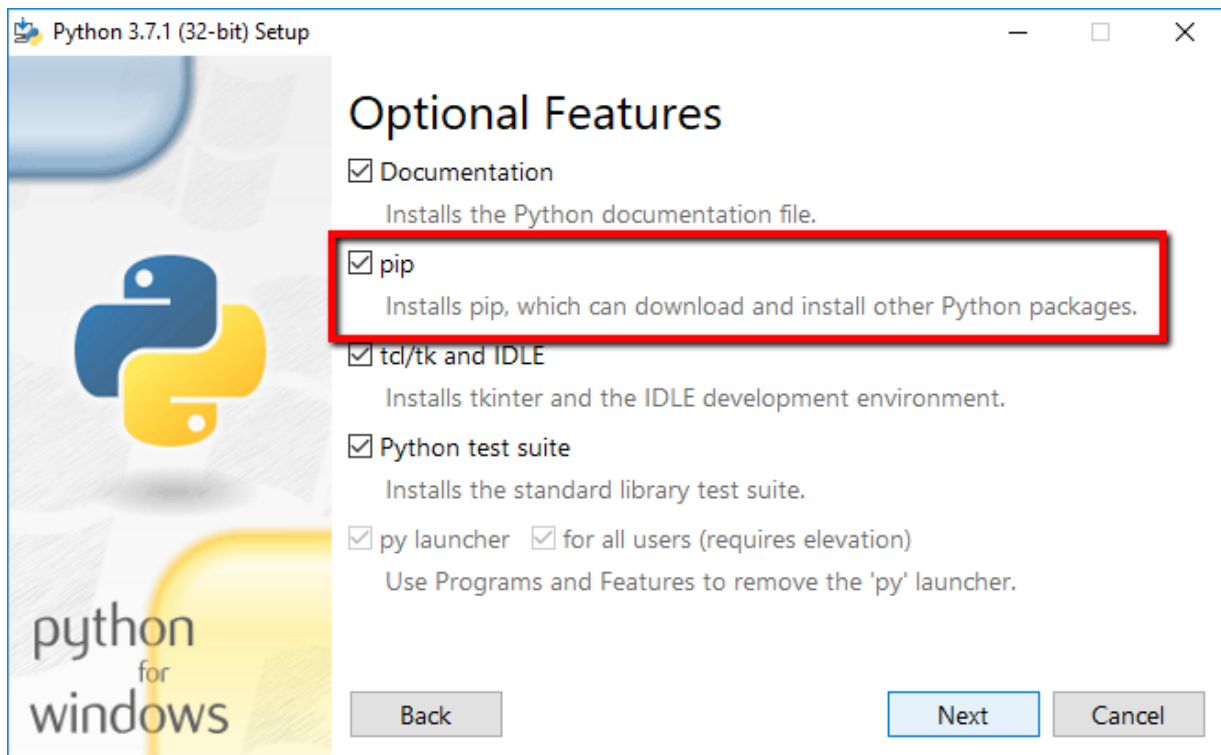 Python 3.7.1 (32-bit) Setup
Optional Features
Documentation
Installs the Python documentation file.
pip
Installs pip, which can download and install other Python packages.
tcl/tk and IDLE
Installs tkinter and the IDLE development environment.
Python test suite
Installs the standard library test suite.
py launcher for all users (requires elevation)
Use Programs and Features to remove the 'py' launcher.
python
for
windows
Back Next Cancel